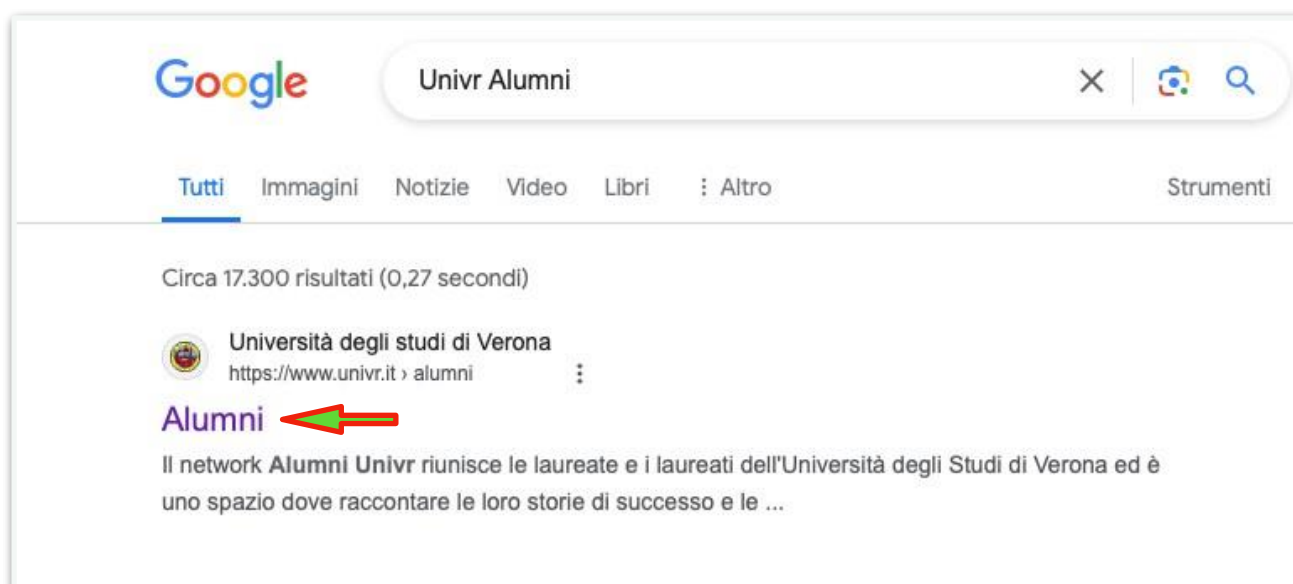 Google
Univr Alumni
Tutti Immagini Notizie Video Libri Altro Strumenti
Circa 17.300 risultati (0,27 secondi)
Università degli studi di Verona
https://www.univr.it › alumni
Alumni
Il network Alumni Univr riunisce le laureate e i laureati dell'Università degli Studi di Verona ed è
uno spazio dove raccontare le loro storie di successo e le ...